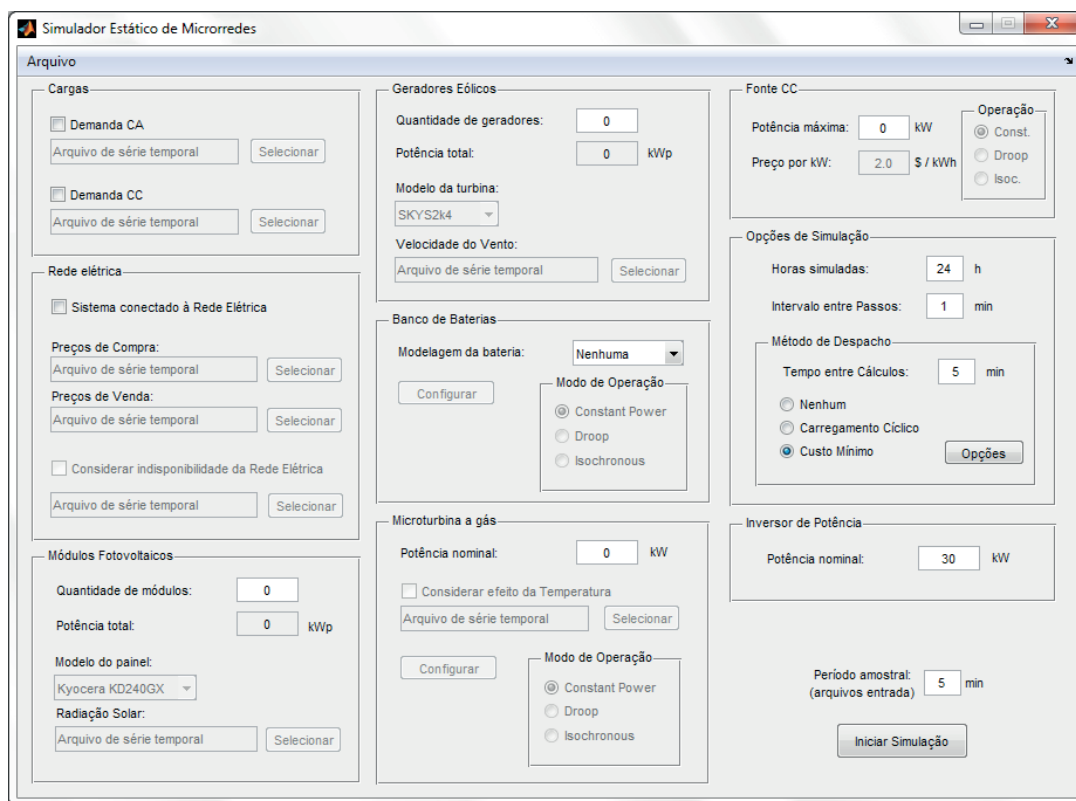 Simulador Estático de Microrredes
Arquivo
Cargas
Demanda CA
Arquivo de série temporal Selecionar
Demanda CC
Arquivo de série temporal Selecionar
Rede elétrica
Sistema conectado à Rede Elétrica
Preços de Compra:
Arquivo de série temporal Selecionar
Preços de Venda:
Arquivo de série temporal Selecionar
Considerar indisponibilidade da Rede Elétrica
Arquivo de série temporal Selecionar
Módulos Fotovoltaicos
Quantidade de módulos: 0
Potência total: 0 kWp
Modelo do painel:
Kyocera KD240GX
Radiação Solar:
Arquivo de série temporal Selecionar
Geradores Eólicos
Quantidade de geradores: 0
Potência total: 0 kWp
Modelo da turbina:
SKYS2k4
Velocidade do Vento:
Arquivo de série temporal Selecionar
Banco de Baterias
Modelagem da bateria: Nenhuma
Configurar
Modo de Operação
Constant Power
Droop
Isochronous
Microturbina a gás
Potência nominal: 0 kW
Considerar efeito da Temperatura
Arquivo de série temporal Selecionar
Configurar
Modo de Operação
Constant Power
Droop
Isochronous
Fonte CC
Potência máxima: 0 kW
Preço por kW: 2.0 $ / kWh
Operação
Const.
Droop
Isoc.
Opções de Simulação
Horas simuladas: 24 h
Intervalo entre Passos: 1 min
Método de Despacho
Tempo entre Cálculos: 5 min
Nenhum
Carregamento Cíclico
Custo Mínimo Opções
Inversor de Potência
Potência nominal: 30 kW
Período amostral:
(arquivos entrada) 5 min
Iniciar Simulação